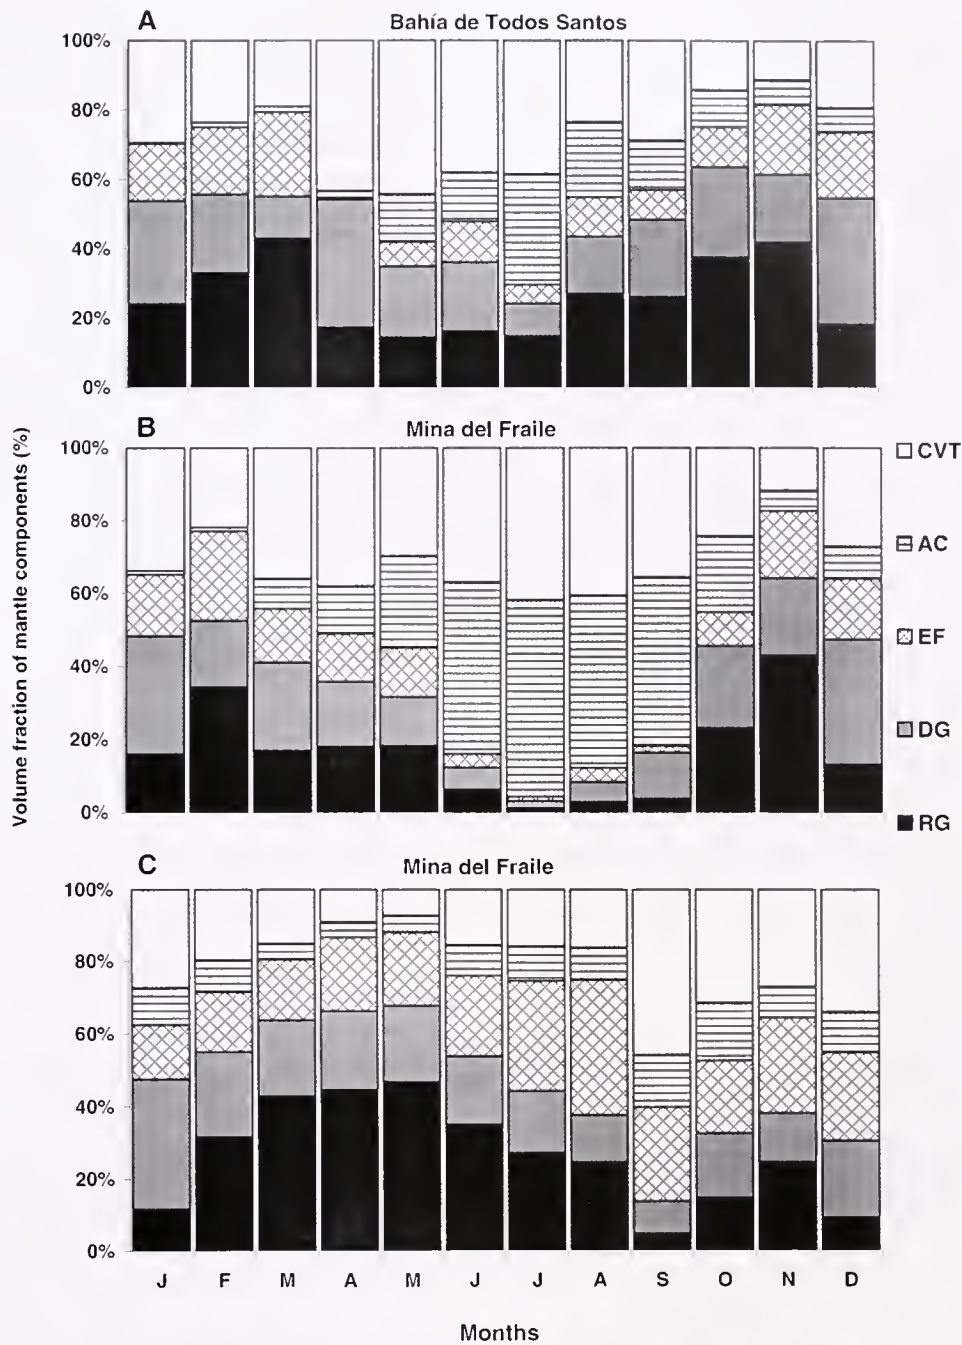 A
Bahía de Todos Santos
100%
80%
60%
40%
20%
0%
B
Mina del Fraile
100%
80%
60%
40%
20%
0%
CVT
AC
EF
DG
RG
Volume fraction of mantle components (%)
C
Mina del Fraile
100%
80%
60%
40%
20%
0%
J F M A M J J A S O N D
Months